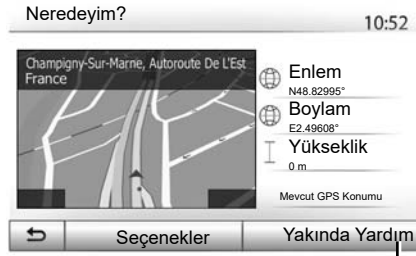 Neredeyim?
10:52
Champigny-Sur-Marne, Autoroute De L'Est
France
Enlem
N48.82995°
Boylam
E2.49608°
Yükseklik
0 m
Mevcut GPS Konumu
Seçenekler
Yakında Yardım